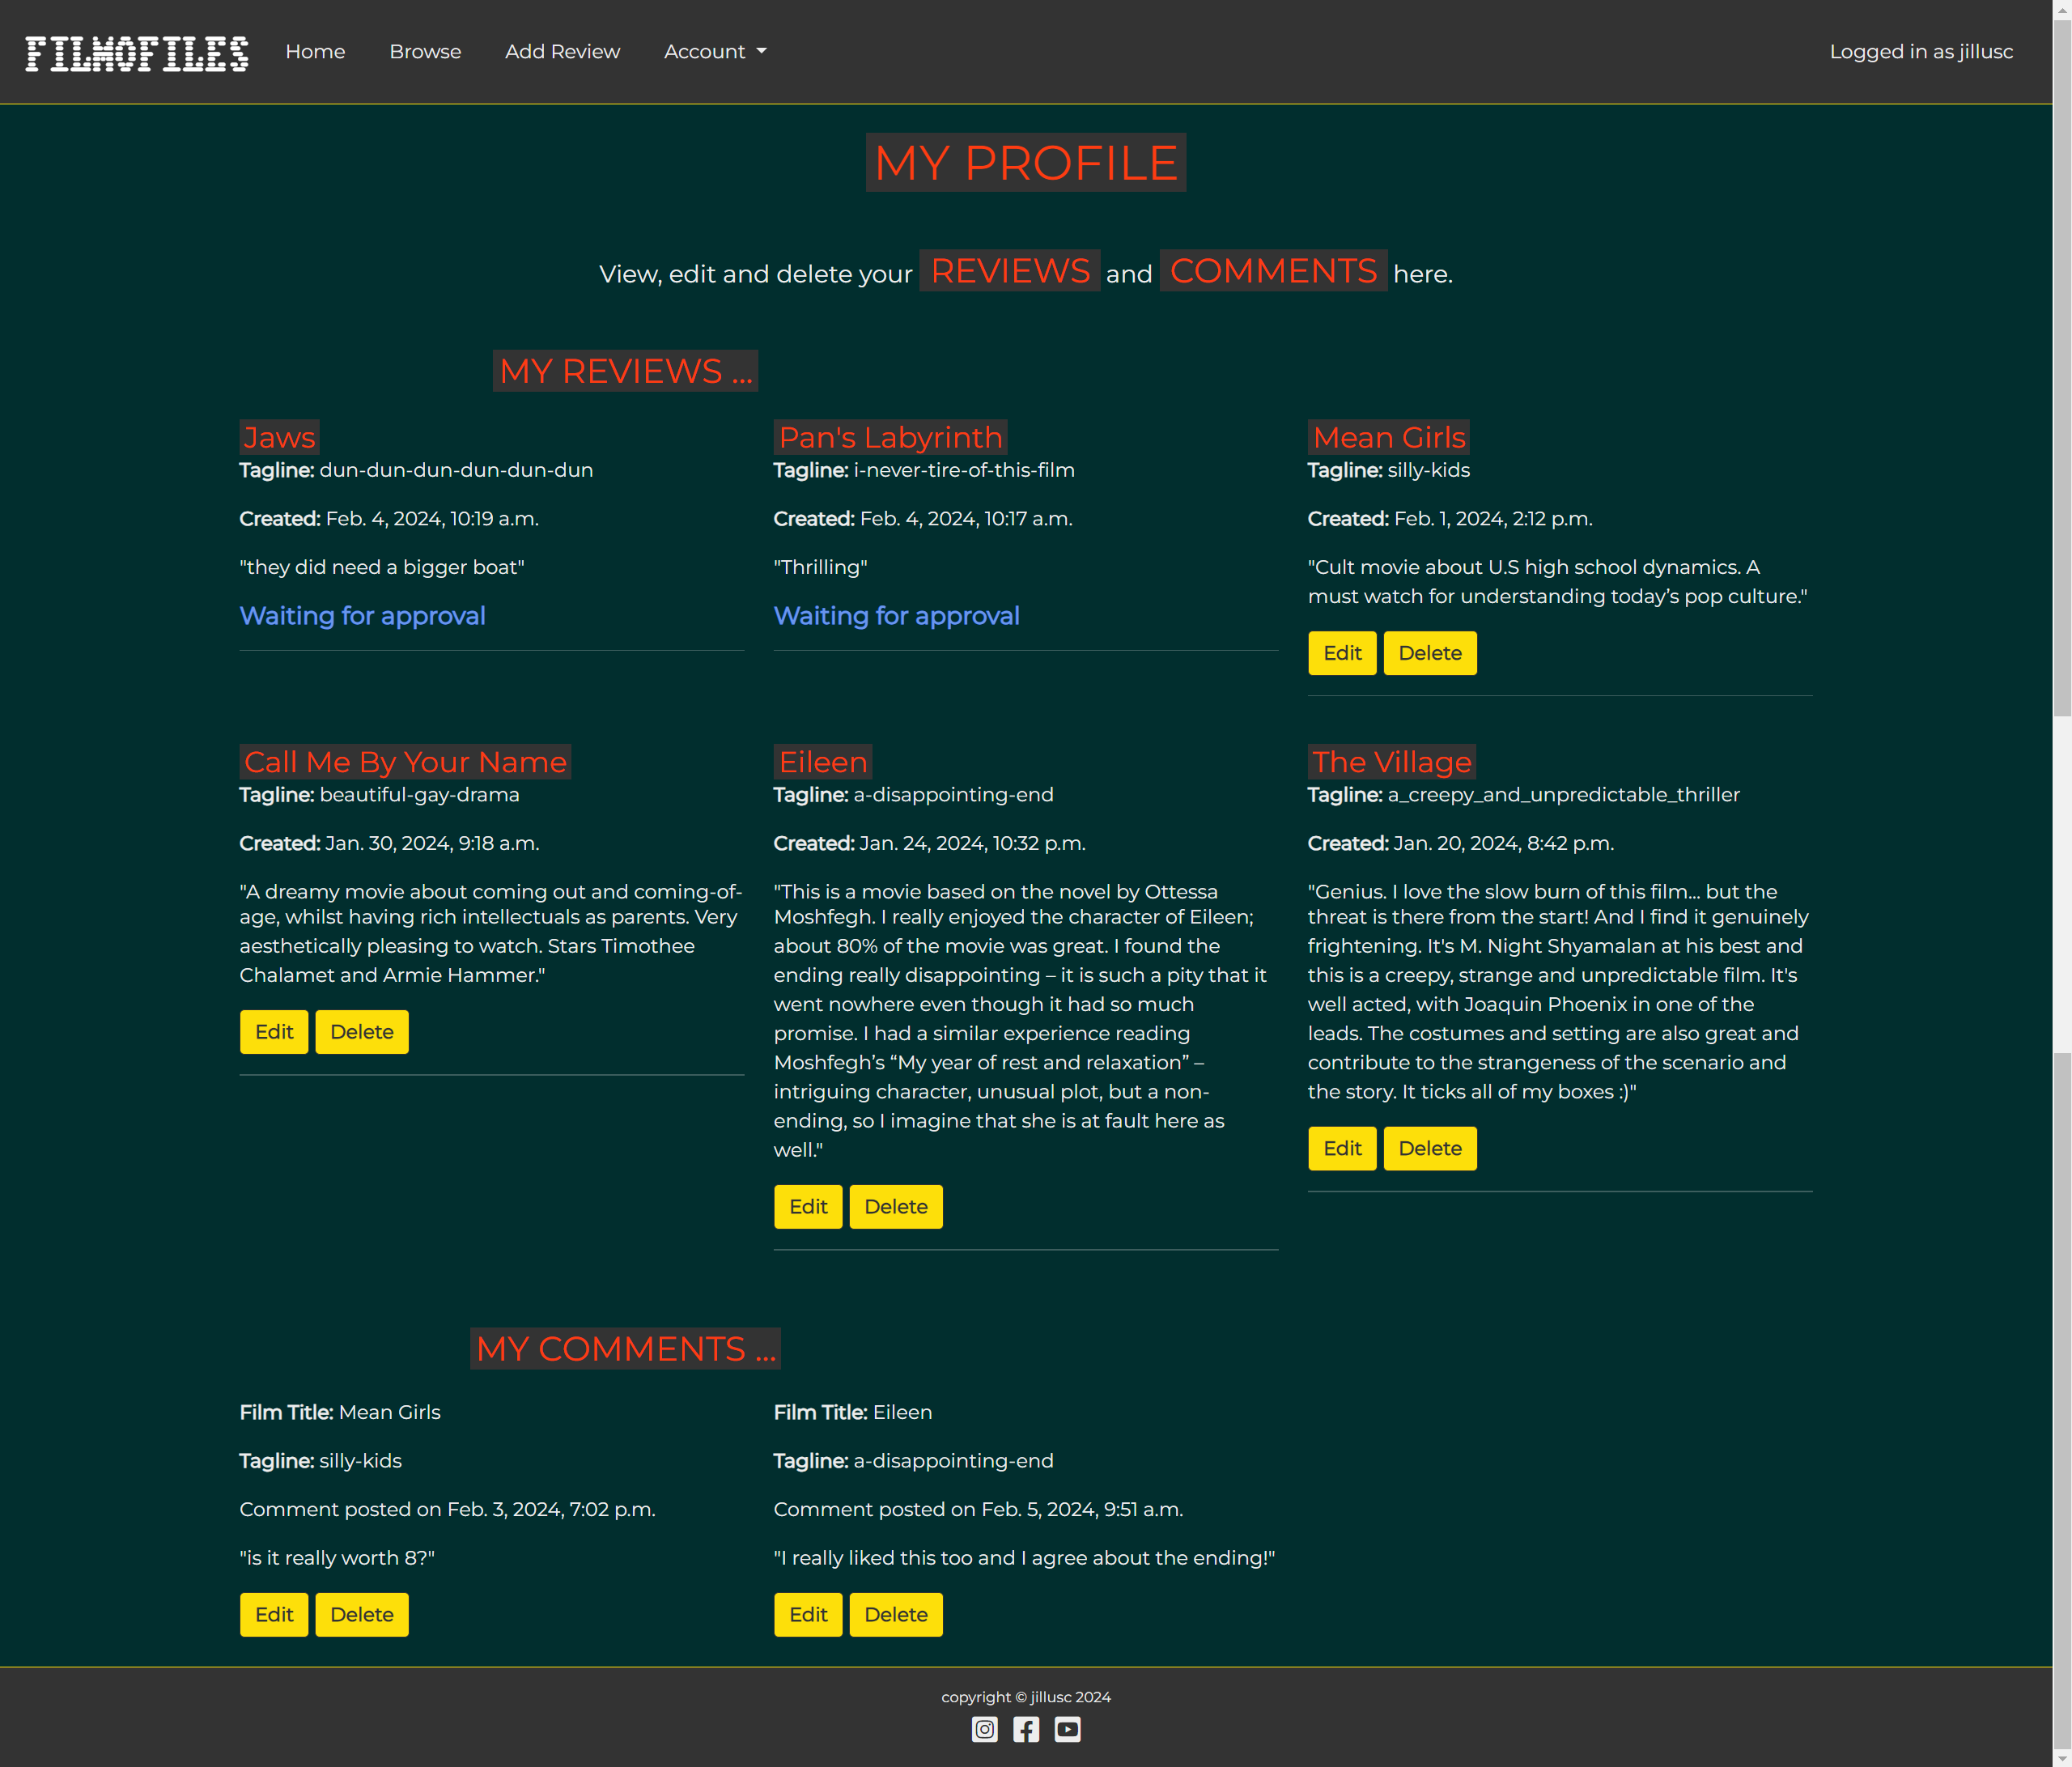 FILMOFILES Home Browse Add Review Account Logged in as jillusc
MY PROFILE
View, edit and delete your REVIEWS and COMMENTS here.
MY REVIEWS ...
Jaws
Tagline: dun-dun-dun-dun-dun-dun
Created: Feb. 4, 2024, 10:19 a.m.
"they did need a bigger boat"
Waiting for approval
Pan's Labyrinth
Tagline: i-never-tire-of-this-film
Created: Feb. 4, 2024, 10:17 a.m.
"Thrilling"
Waiting for approval
Mean Girls
Tagline: silly-kids
Created: Feb. 1, 2024, 2:12 p.m.
"Cult movie about U.S high school dynamics. A
must watch for understanding today’s pop culture."
Edit Delete
Call Me By Your Name
Tagline: beautiful-gay-drama
Created: Jan. 30, 2024, 9:18 a.m.
"A dreamy movie about coming out and coming-of-
age, whilst having rich intellectuals as parents. Very
aesthetically pleasing to watch. Stars Timothee
Chalamet and Armie Hammer."
Edit Delete
Eileen
Tagline: a-disappointing-end
Created: Jan. 24, 2024, 10:32 p.m.
"This is a movie based on the novel by Ottessa
Moshfegh. I really enjoyed the character of Eileen;
about 80% of the movie was great. I found the
ending really disappointing – it is such a pity that it
went nowhere even though it had so much
promise. I had a similar experience reading
Moshfegh’s “My year of rest and relaxation” –
intriguing character, unusual plot, but a non-
ending, so I imagine that she is at fault here as
well."
Edit Delete
The Village
Tagline: a_creepy_and_unpredictable_thriller
Created: Jan. 20, 2024, 8:42 p.m.
"Genius. I love the slow burn of this film... but the
threat is there from the start! And I find it genuinely
frightening. It's M. Night Shyamalan at his best and
this is a creepy, strange and unpredictable film. It's
well acted, with Joaquin Phoenix in one of the
leads. The costumes and setting are also great and
contribute to the strangeness of the scenario and
the story. It ticks all of my boxes :)"
Edit Delete
MY COMMENTS ...
Film Title: Mean Girls
Tagline: silly-kids
Comment posted on Feb. 3, 2024, 7:02 p.m.
"is it really worth 8?"
Edit Delete
Film Title: Eileen
Tagline: a-disappointing-end
Comment posted on Feb. 5, 2024, 9:51 a.m.
"I really liked this too and I agree about the ending!"
Edit Delete
copyright © jillusc 2024